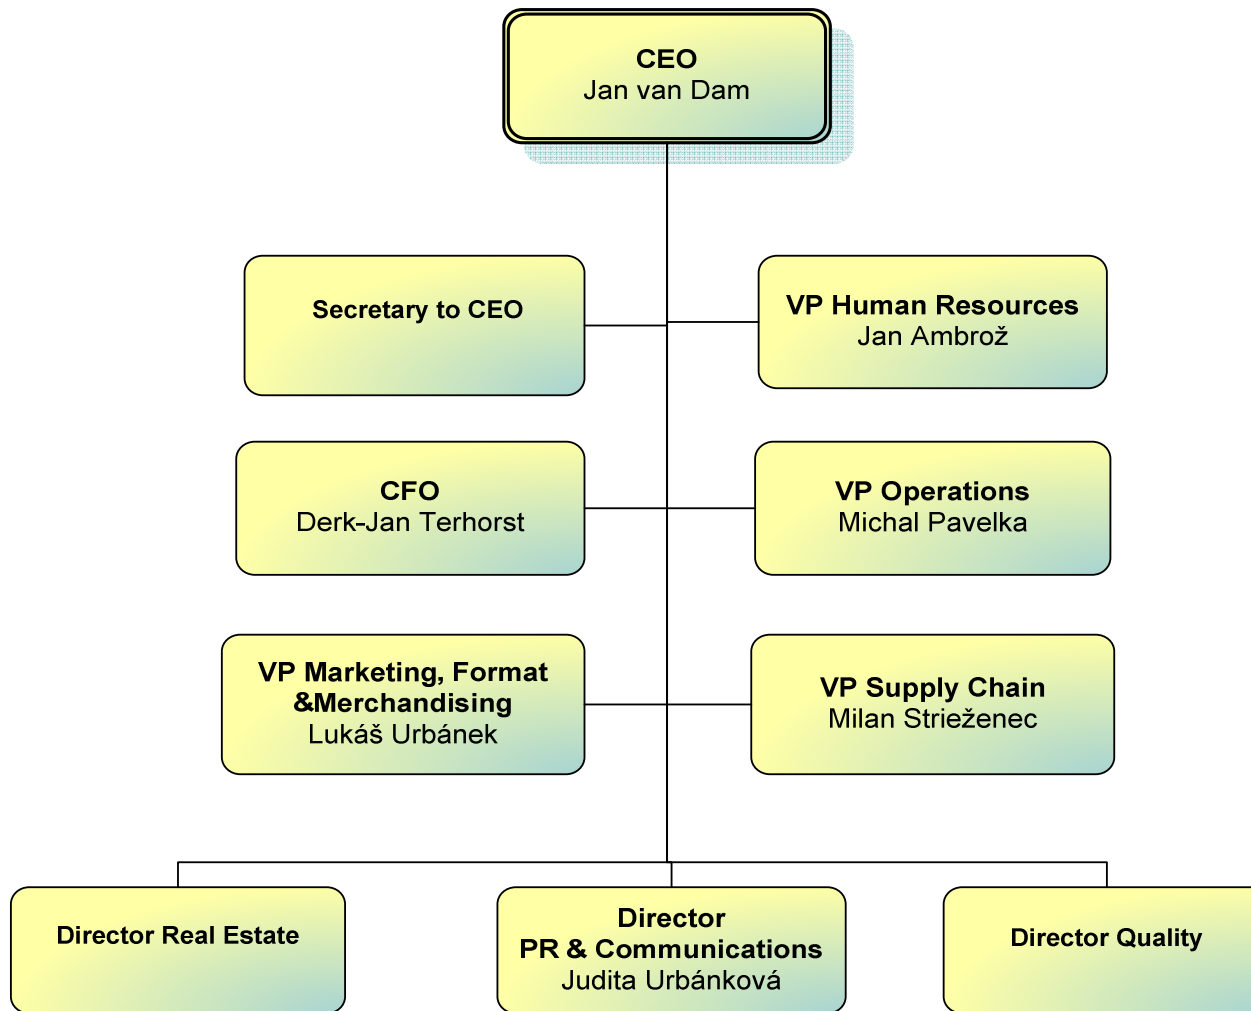 CEO
Jan van Dam
Secretary to CEO
VP Human Resources
Jan Ambrož
CFO
Derk-Jan Terhorst
VP Operations
Michal Pavelka
VP Marketing, Format
&Merchandising
Lukáš Urbánek
VP Supply Chain
Milan Strieženec
Director Real Estate
Director
PR & Communications
Judita Urbánková
Director Quality